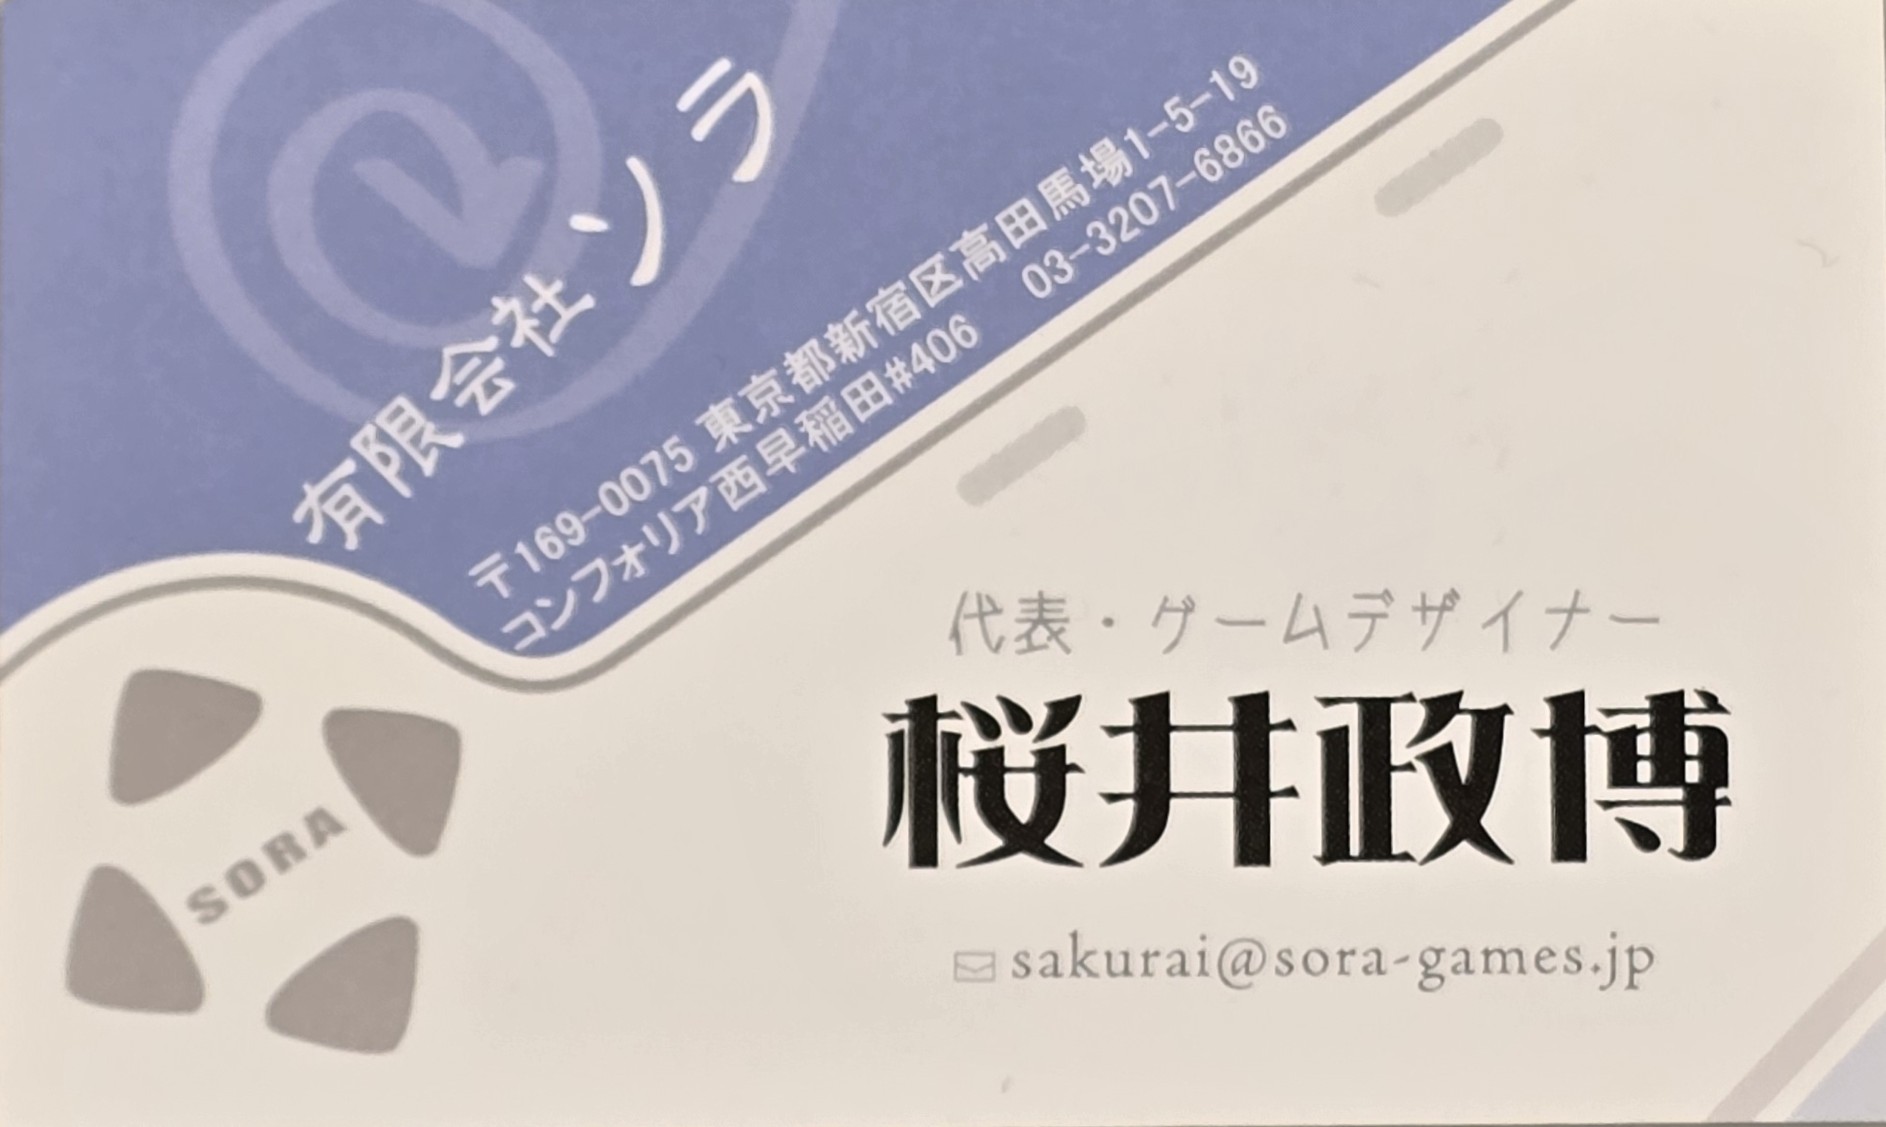 有限会社ソラ
〒169-0075 東京都新宿区高田馬場1-5-19
コンフォリア西早稲田#406 03-3207-6866
代表・ゲームデザイナー
桜井政博
sakurai@sora-games.jp
SORA